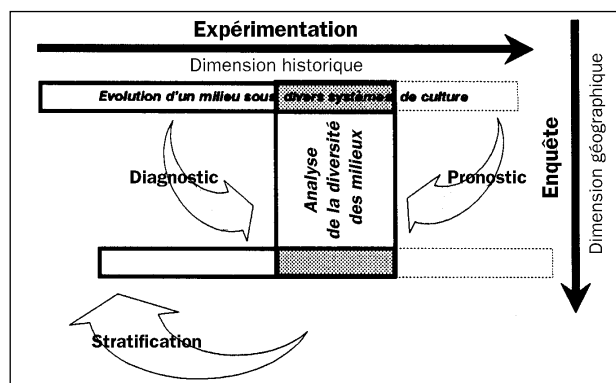 Expérimentation
Dimension historique
Evolution d'un milieu sous divers systèmes de culture
Diagnostic
Analyse
de la diversité
des milieux
Pronostic
Enquête
Dimension géographique
Stratification